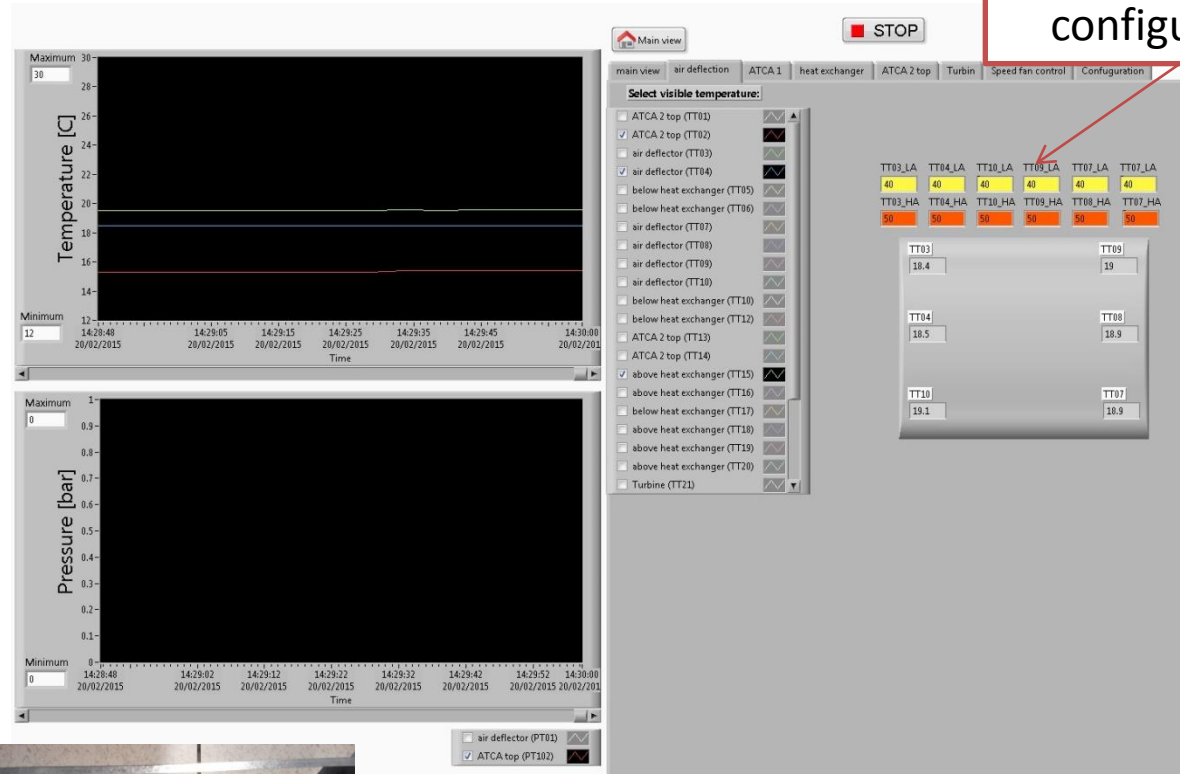 configu
Main view
STOP
main view air deflection ATCA 1 heat exchanger ATCA 2 top Turbin Speed fan control Confuguration
Select visible temperature:
ATCA 2 top (TT01)
ATCA 2 top (TT02)
air deflector (TT03)
air deflector (TT04)
below heat exchanger (TT05)
below heat exchanger (TT06)
air deflector (TT07)
air deflector (TT08)
air deflector (TT09)
air deflector (TT10)
below heat exchanger (TT10)
below heat exchanger (TT12)
ATCA 2 top (TT13)
ATCA 2 top (TT14)
above heat exchanger (TT15)
above heat exchanger (TT16)
below heat exchanger (TT17)
above heat exchanger (TT18)
above heat exchanger (TT19)
above heat exchanger (TT20)
Turbine (TT21)
TT03_LA TT04_LA TT10_LA TT09_LA TT07_LA TT07_LA
40 40 40 40 40 40
TT03_HA TT04_HA TT10_HA TT09_HA TT08_HA TT07_HA
50 50 50 50 50 50
TT03 TT09
18.4 19
TT04 TT08
18.5 18.9
TT10 TT07
19.1 18.9
Maximum
30
Temperature [C]
30
28
26
24
22
20
18
16
14
12
Minimum
12
14:28:48 14:29:05 14:29:15 14:29:25 14:29:35 14:29:45 14:30:00
20/02/2015 20/02/2015 20/02/2015 20/02/2015 20/02/2015 20/02/2015 20/02/201
Time
Maximum
0
Pressure [bar]
1
0.9
0.8
0.7
0.6
0.5
0.4
0.3
0.2
0.1
0
Minimum
0
14:28:48 14:29:02 14:29:12 14:29:22 14:29:32 14:29:42 14:29:52 14:30:00
20/02/2015 20/02/2015 20/02/2015 20/02/2015 20/02/2015 20/02/2015 20/02/2015 20/02/201
Time
air deflector (PT01)
ATCA top (PT102)